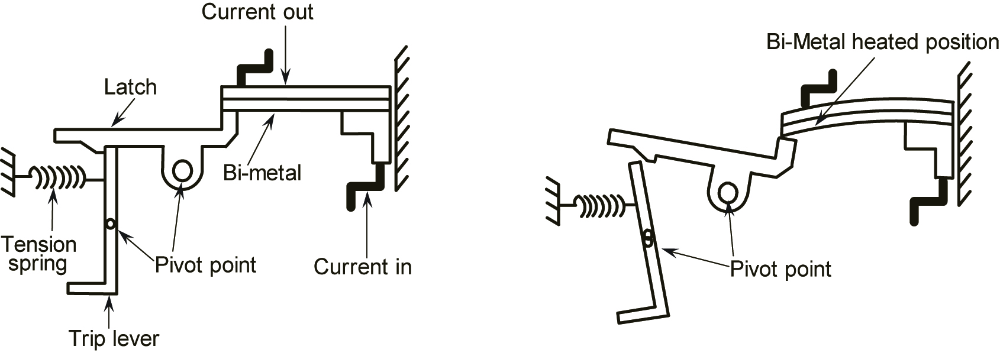 Current out
Latch
Bi-metal
Tension
spring
Pivot point
Current in
Trip lever
Bi-Metal heated position
Pivot point